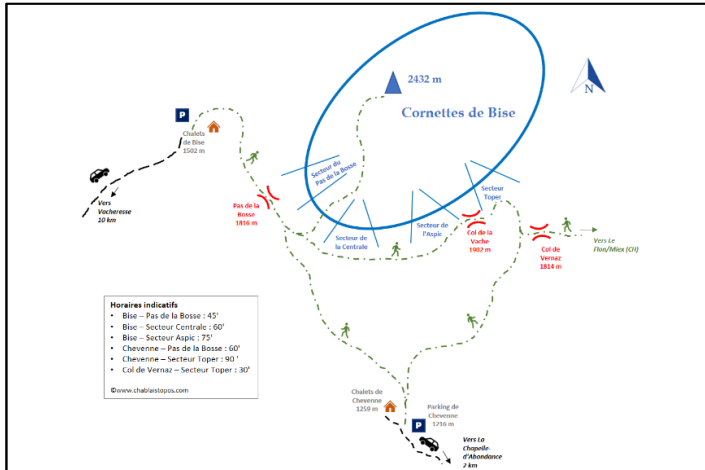 2432 m
N
Cornettes de Bise
P
Chalets
de Bise
1502 m
Vers
Vacheresse
10 km
Secteur du
Pas de la Bosse
Pas de la
Bosse
1816 m
Secteur de
la Centrale
Secteur de
l'Aspic
Secteur
Toper
Col de la
Vache
1902 m
Col de
Vernaz
1814 m
Vers Le
Flon/Miex (CH)
Horaires indicatifs
• Bise – Pas de la Bosse : 45'
• Bise – Secteur Centrale : 60'
• Bise – Secteur Aspic : 75'
• Chevenne – Pas de la Bosse : 60'
• Chevenne – Secteur Toper : 90 '
• Col de Vernaz – Secteur Toper : 30'
©www.chablaistopos.com
Chalets de
Chevenne
1259 m
Parking de
Chevenne
1216 m
P
Vers La
Chapelle-
d'Abondance
2 km